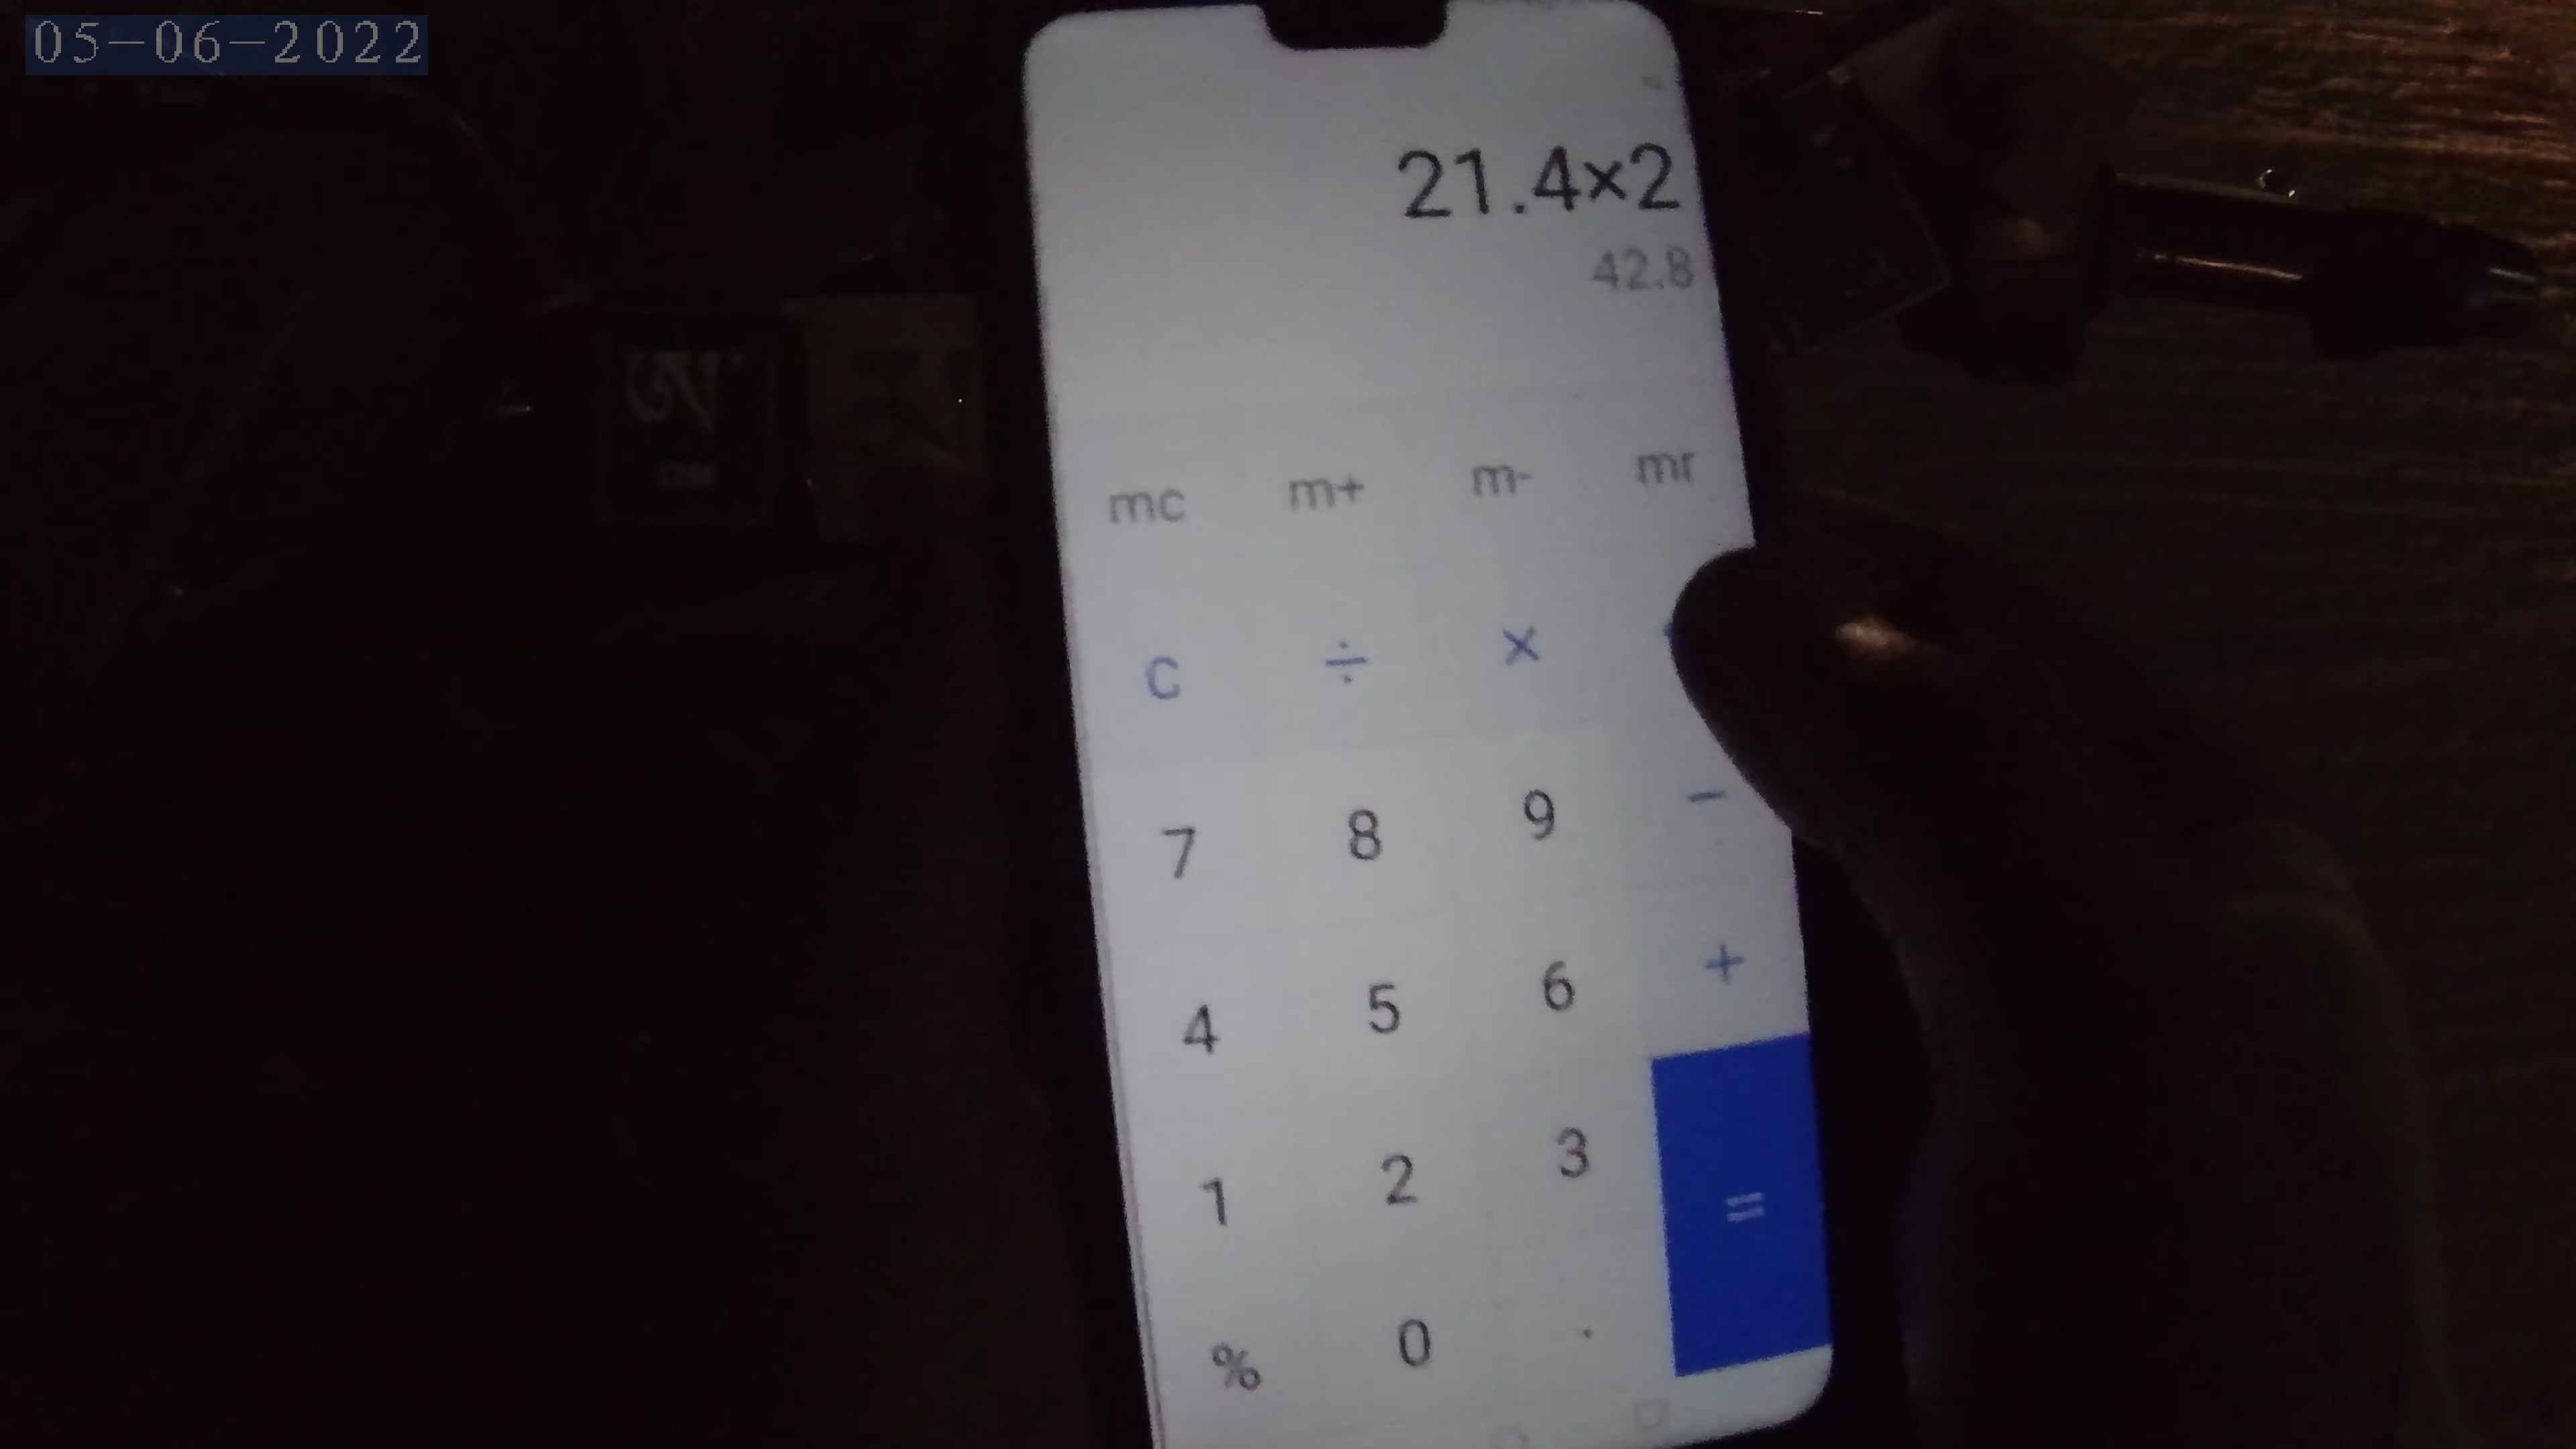 05-06-2022
21.4×2
42.8
mc m+ m- mr
C ÷ ×
7 8 9 −
4 5 6 +
1 2 3
=
% 0 .